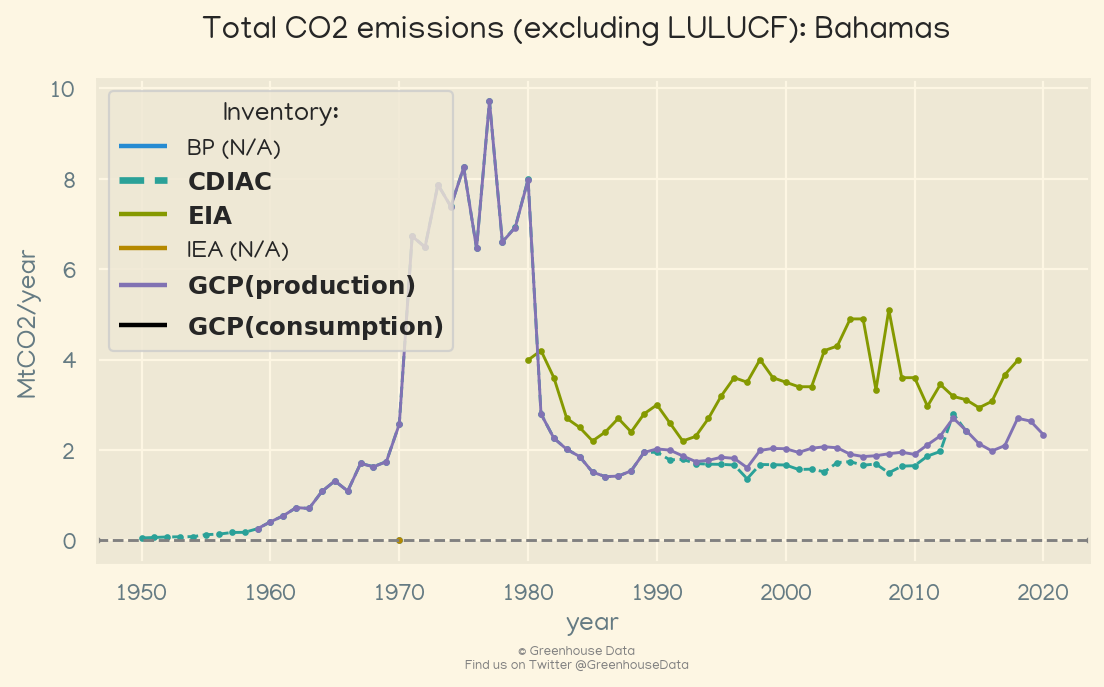 Total CO2 emissions (excluding LULUCF): Bahamas
Inventory:
BP (N/A)
CDIAC
EIA
IEA (N/A)
GCP(production)
GCP(consumption)
MtCO2/year
10
8
6
4
2
0
1950 1960 1970 1980 1990 2000 2010 2020
year
© Greenhouse Data
Find us on Twitter @GreenhouseData